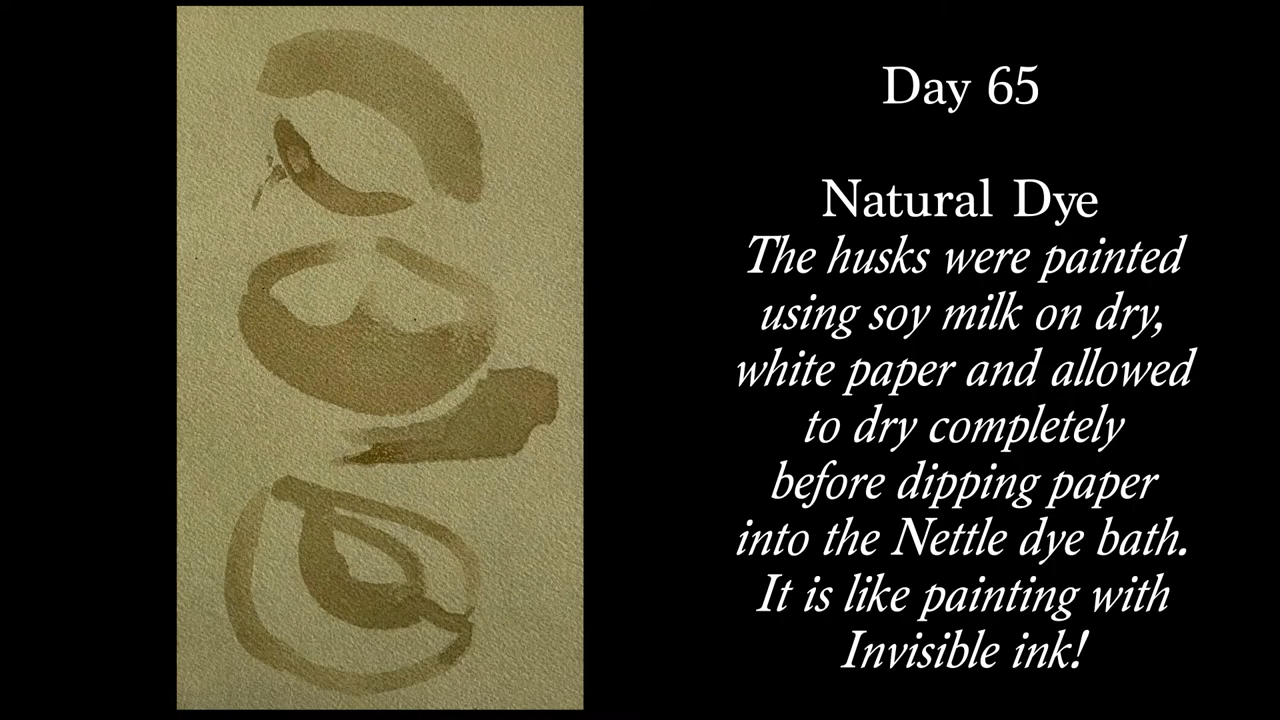 Day 65
Natural Dye
The husks were painted
using soy milk on dry,
white paper and allowed
to dry completely
before dipping paper
into the Nettle dye bath.
It is like painting with
Invisible ink!